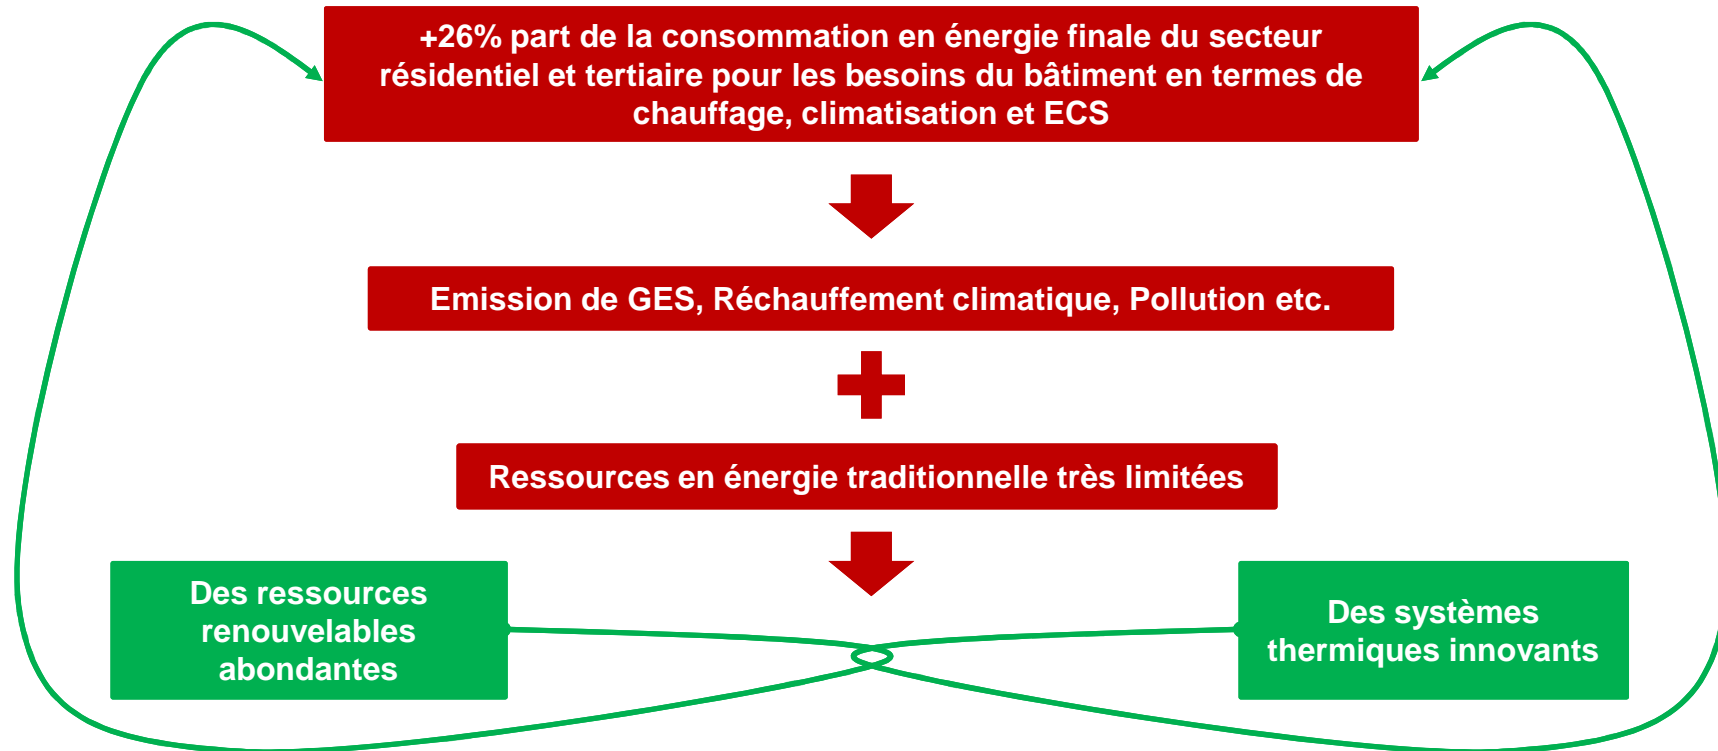 +26% part de la consommation en énergie finale du secteur
résidentiel et tertiaire pour les besoins du bâtiment en termes de
chauffage, climatisation et ECS
Emission de GES, Réchauffement climatique, Pollution etc.
Ressources en énergie traditionnelle très limitées
Des ressources
renouvelables
abondantes
Des systèmes
thermiques innovants